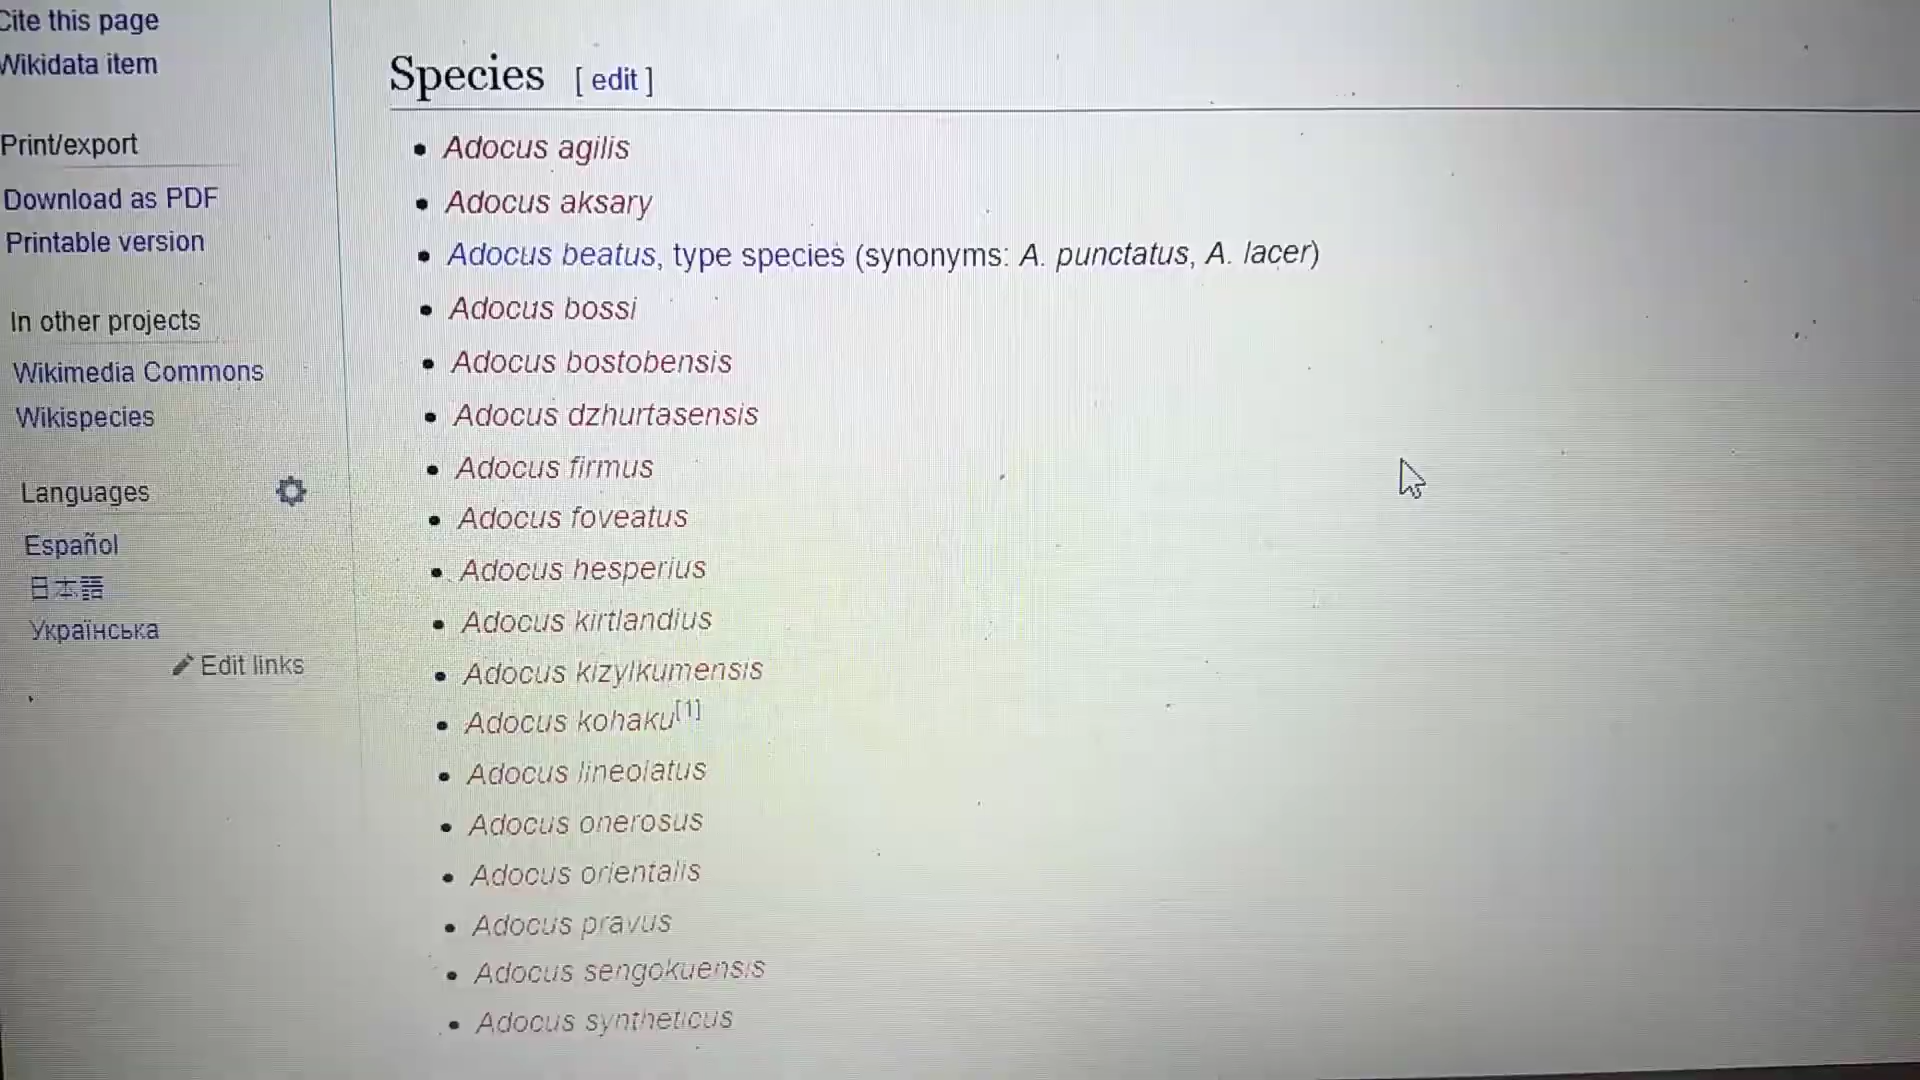 Cite this page
Wikidata item
Print/export
Download as PDF
Printable version
In other projects
Wikimedia Commons
Wikispecies
Languages
Español
日本語
Українська
Edit links
Species [ edit ]
Adocus agilis
Adocus aksary
Adocus beatus, type species (synonyms: A. punctatus, A. lacer)
Adocus bossi
Adocus bostobensis
Adocus dzhurtasensis
Adocus firmus
Adocus foveatus
Adocus hesperius
Adocus kirtlandius
Adocus kizylkumensis
Adocus kohaku[1]
Adocus lineolatus
Adocus onerosus
Adocus orientalis
Adocus pravus
Adocus sengokuensis
Adocus syntheticus